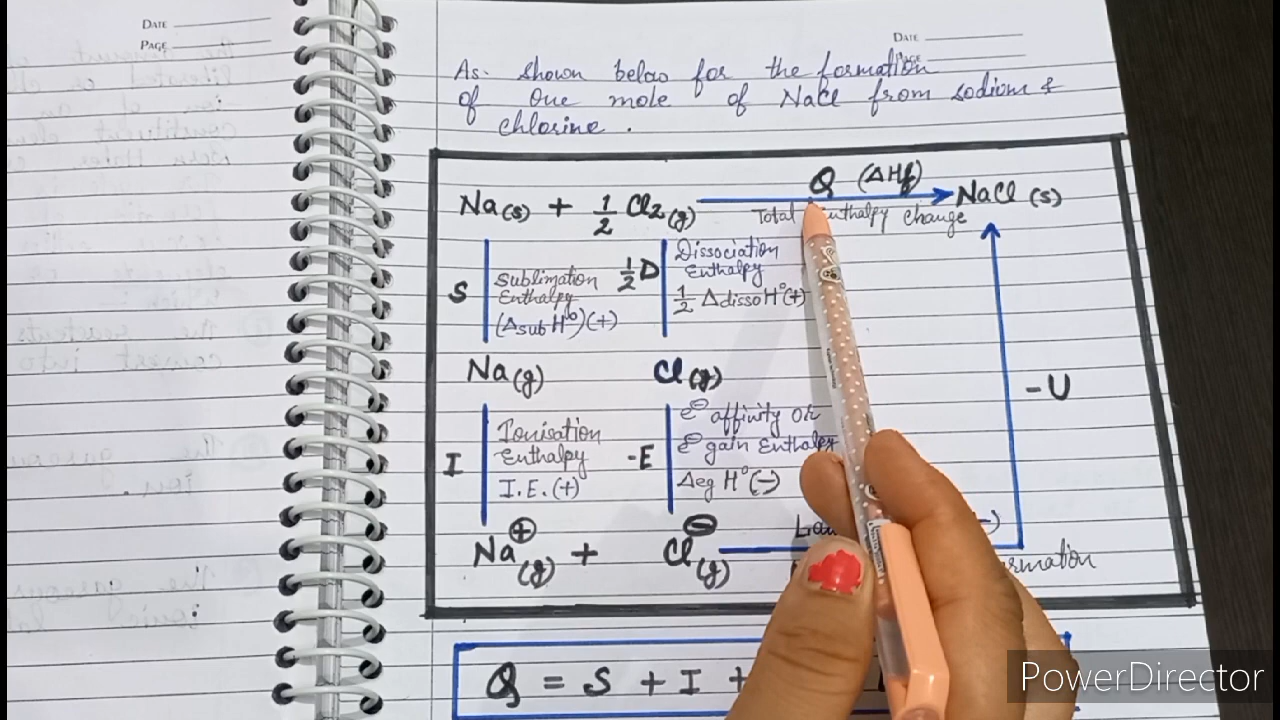 DATE
PAGE
DATE
As shown below for the formation
of one mole of NaCl from sodium &
chlorine.
Q (ΔHf)
Na(s) + 1/2 Cl2(g) NaCl (s)
Total Enthalpy change
S
Sublimation
Enthalpy
(ΔsubH°)(+)
1/2 D
Dissociation
Enthalpy
1/2 ΔdissoH°(+)
Na(g) Cl(g)
-U
I
Ionisation
Enthalpy
I.E.(+)
-E
e⊖ affinity or
e⊖ gain Enthalpy
Δeg H°(-)
Na⊕(g) + Cl⊖(g)
Q = S + I +
PowerDirector